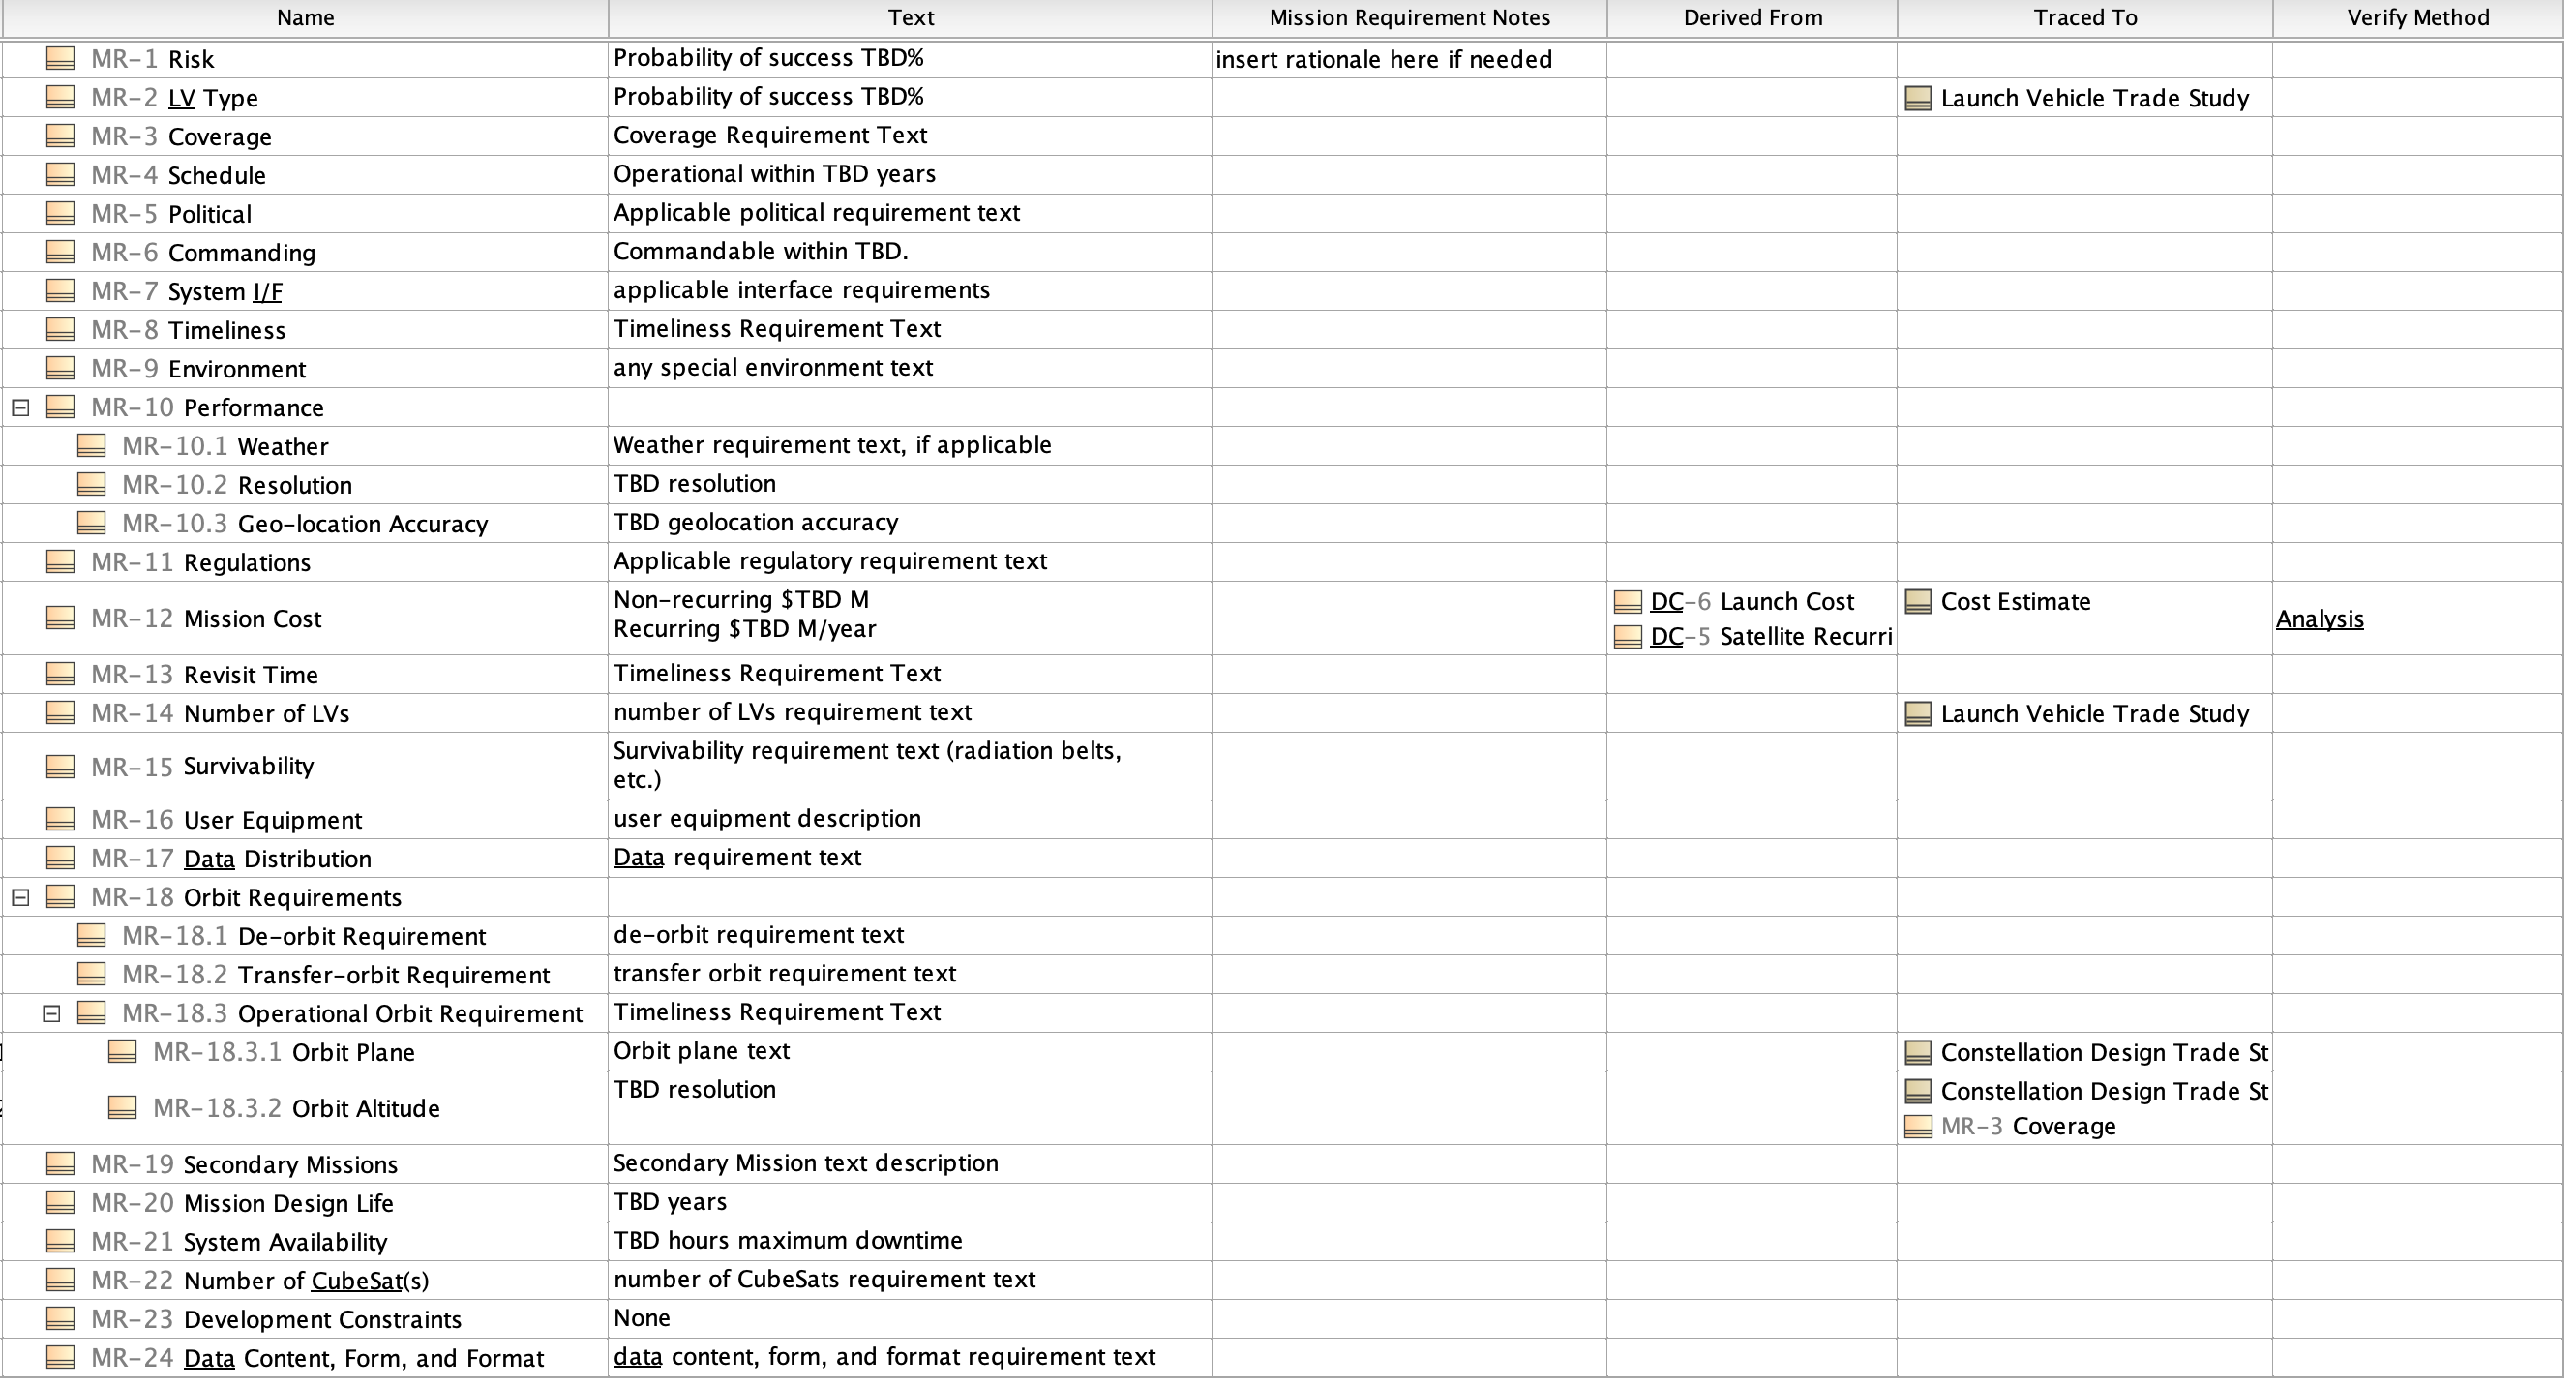 Name Text Mission Requirement Notes Derived From Traced To Verify Method
MR-1 Risk Probability of success TBD% insert rationale here if needed
MR-2 LV Type Probability of success TBD% Launch Vehicle Trade Study
MR-3 Coverage Coverage Requirement Text
MR-4 Schedule Operational within TBD years
MR-5 Political Applicable political requirement text
MR-6 Commanding Commandable within TBD.
MR-7 System I/F applicable interface requirements
MR-8 Timeliness Timeliness Requirement Text
MR-9 Environment any special environment text
MR-10 Performance
MR-10.1 Weather Weather requirement text, if applicable
MR-10.2 Resolution TBD resolution
MR-10.3 Geo-location Accuracy TBD geolocation accuracy
MR-11 Regulations Applicable regulatory requirement text
MR-12 Mission Cost Non-recurring $TBD M DC-6 Launch Cost Cost Estimate Analysis
Recurring $TBD M/year DC-5 Satellite Recurri
MR-13 Revisit Time Timeliness Requirement Text
MR-14 Number of LVs number of LVs requirement text Launch Vehicle Trade Study
MR-15 Survivability Survivability requirement text (radiation belts,
etc.)
MR-16 User Equipment user equipment description
MR-17 Data Distribution Data requirement text
MR-18 Orbit Requirements
MR-18.1 De-orbit Requirement de-orbit requirement text
MR-18.2 Transfer-orbit Requirement transfer orbit requirement text
MR-18.3 Operational Orbit Requirement Timeliness Requirement Text
MR-18.3.1 Orbit Plane Orbit plane text Constellation Design Trade St
MR-18.3.2 Orbit Altitude TBD resolution Constellation Design Trade St
MR-3 Coverage
MR-19 Secondary Missions Secondary Mission text description
MR-20 Mission Design Life TBD years
MR-21 System Availability TBD hours maximum downtime
MR-22 Number of CubeSat(s) number of CubeSats requirement text
MR-23 Development Constraints None
MR-24 Data Content, Form, and Format data content, form, and format requirement text